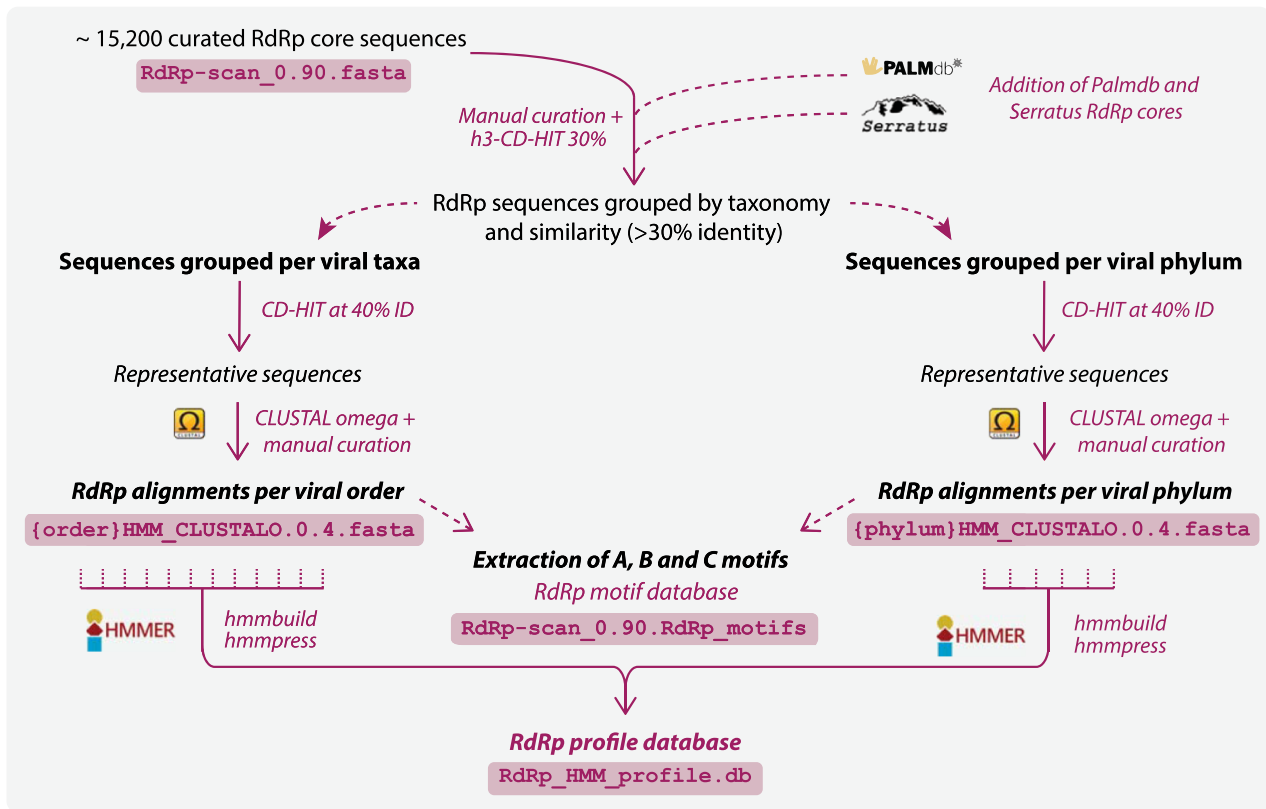 ~ 15,200 curated RdRp core sequences
RdRp-scan_0.90.fasta
PALMdb
Serratus
Addition of Palmdb and
Serratus RdRp cores
Manual curation +
h3-CD-HIT 30%
RdRp sequences grouped by taxonomy
and similarity (>30% identity)
Sequences grouped per viral taxa
CD-HIT at 40% ID
Representative sequences
Ω
CLUSTAL
CLUSTAL omega +
manual curation
RdRp alignments per viral order
{order}HMM_CLUSTALO.0.4.fasta
HMMER
hmmbuild
hmmpress
Sequences grouped per viral phylum
CD-HIT at 40% ID
Representative sequences
Ω
CLUSTAL
CLUSTAL omega +
manual curation
RdRp alignments per viral phylum
{phylum}HMM_CLUSTALO.0.4.fasta
HMMER
hmmbuild
hmmpress
Extraction of A, B and C motifs
RdRp motif database
RdRp-scan_0.90.RdRp_motifs
RdRp profile database
RdRp_HMM_profile.db